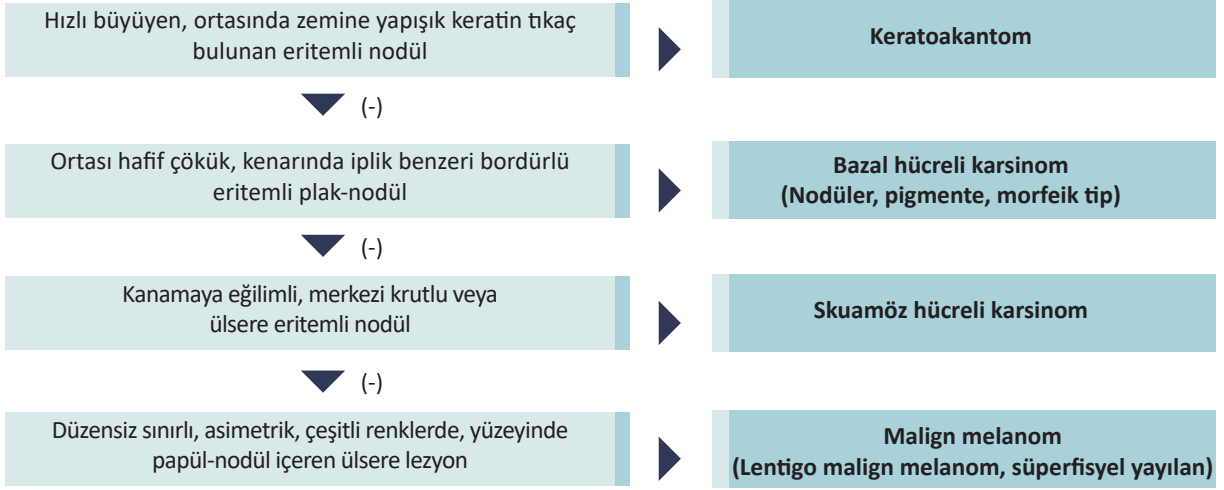 Hızlı büyüyen, ortasında zemine yapışık keratin tıkaç
bulunan eritemli nodül
Keratoakantom
(-)
Ortası hafif çökük, kenarında iplik benzeri bordürlü
eritemli plak-nodül
Bazal hücreli karsinom
(Nodüler, pigmente, morfeik tip)
(-)
Kanamaya eğilimli, merkezi krutlu veya
ülsere eritemli nodül
Skuamöz hücreli karsinom
(-)
Düzensiz sınırlı, asimetrik, çeşitli renklerde, yüzeyinde
papül-nodül içeren ülsere lezyon
Malign melanom
(Lentigo malign melanom, süperfisyel yayılan)